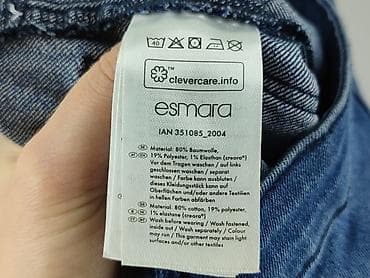 40
™
clevercare.info
esmara
IAN 351085_2004
Material: 80% Baumwolle,
19% Polyester, 1% Elasthan (creora®)
Vor dem Tragen waschen / auf links
geschlossen waschen / separat
waschen / Farbe kann ausbluten /
dieses Kleidungsstück kann auf
Oberflächen und/oder andere Textilien
in hellen Farben abfärben
Material: 80% cotton, 19% polyester,
1% elastane (creora®)
Wash before wearing / Wash fastened,
inside out / Wash separately / Colour
may run / This garment may stain light
surfaces and/or other textiles